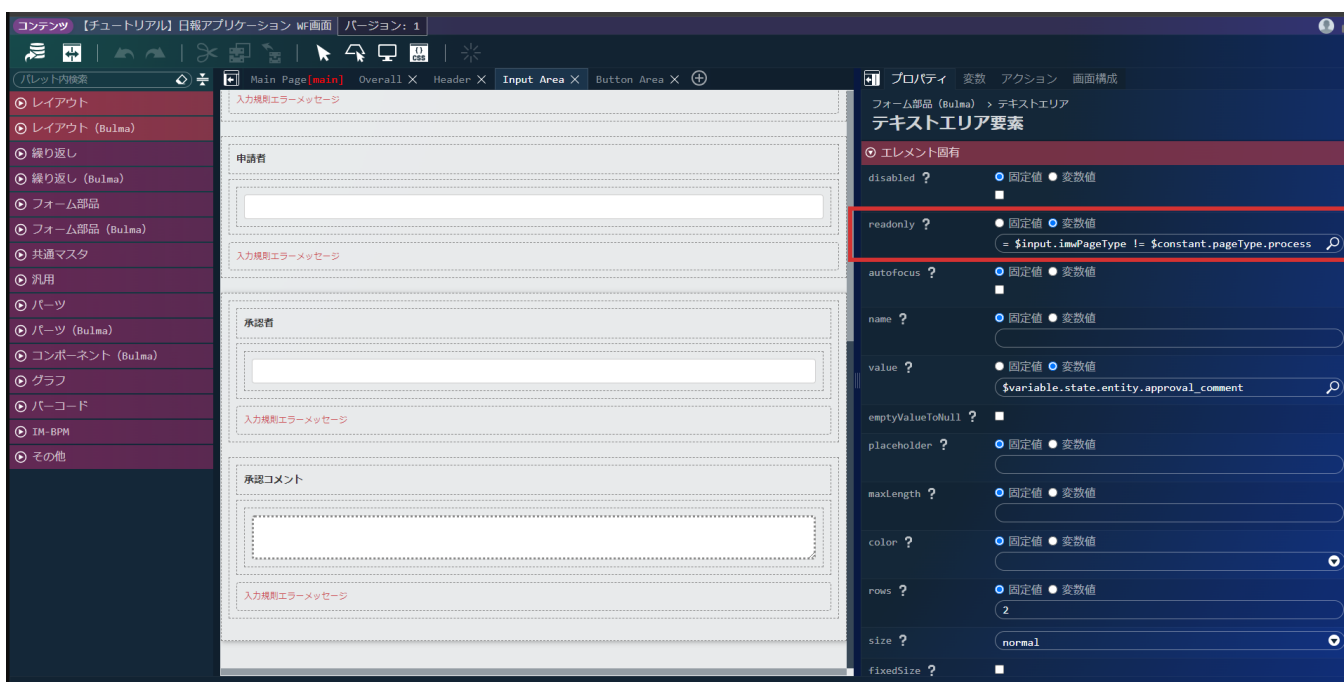 コンテンツ 【チュートリアル】日報アプリケーション WF画面 バージョン: 1
パレット内検索
Main Page[main] Overall Header Input Area Button Area
プロパティ 変数 アクション 画面構成
レイアウト
レイアウト (Bulma)
繰り返し
繰り返し (Bulma)
フォーム部品
フォーム部品 (Bulma)
共通マスタ
汎用
パーツ
パーツ (Bulma)
コンポーネント (Bulma)
グラフ
バーコード
IM-BPM
その他
入力規則エラーメッセージ
申請者
入力規則エラーメッセージ
承認者
入力規則エラーメッセージ
承認コメント
入力規則エラーメッセージ
フォーム部品 (Bulma) > テキストエリア
テキストエリア要素
エレメント固有
disabled ? 固定値 変数値
readonly ? 固定値 変数値
= $input.imwPageType != $constant.pageType.process
autofocus ? 固定値 変数値
name ? 固定値 変数値
value ? 固定値 変数値
$variable.state.entity.approval_comment
emptyValueToNull ?
placeholder ? 固定値 変数値
maxLength ? 固定値 変数値
color ? 固定値 変数値
rows ? 固定値 変数値
2
size ? normal
fixedSize ?